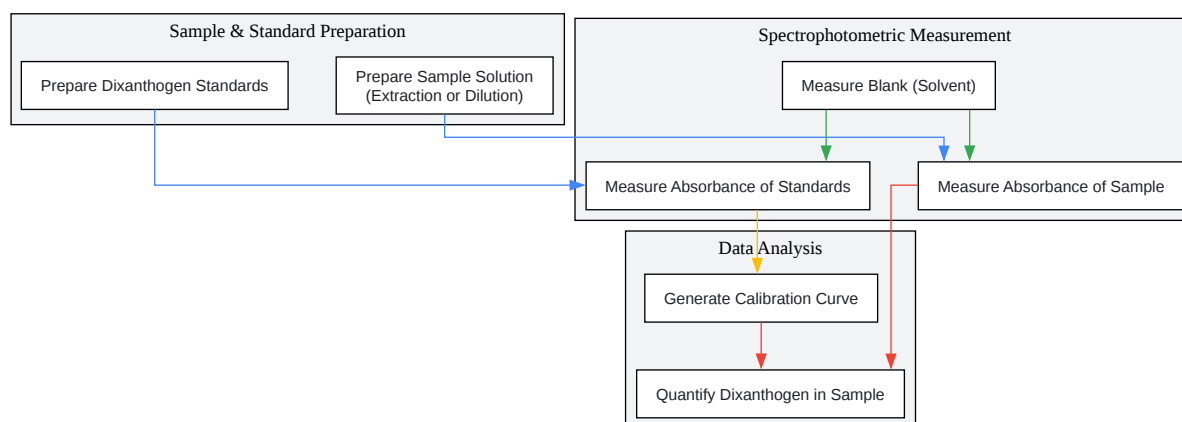 Sample & Standard Preparation
Prepare Dixanthogen Standards
Prepare Sample Solution
(Extraction or Dilution)
Spectrophotometric Measurement
Measure Blank (Solvent)
Measure Absorbance of Standards
Measure Absorbance of Sample
Data Analysis
Generate Calibration Curve
Quantify Dixanthogen in Sample